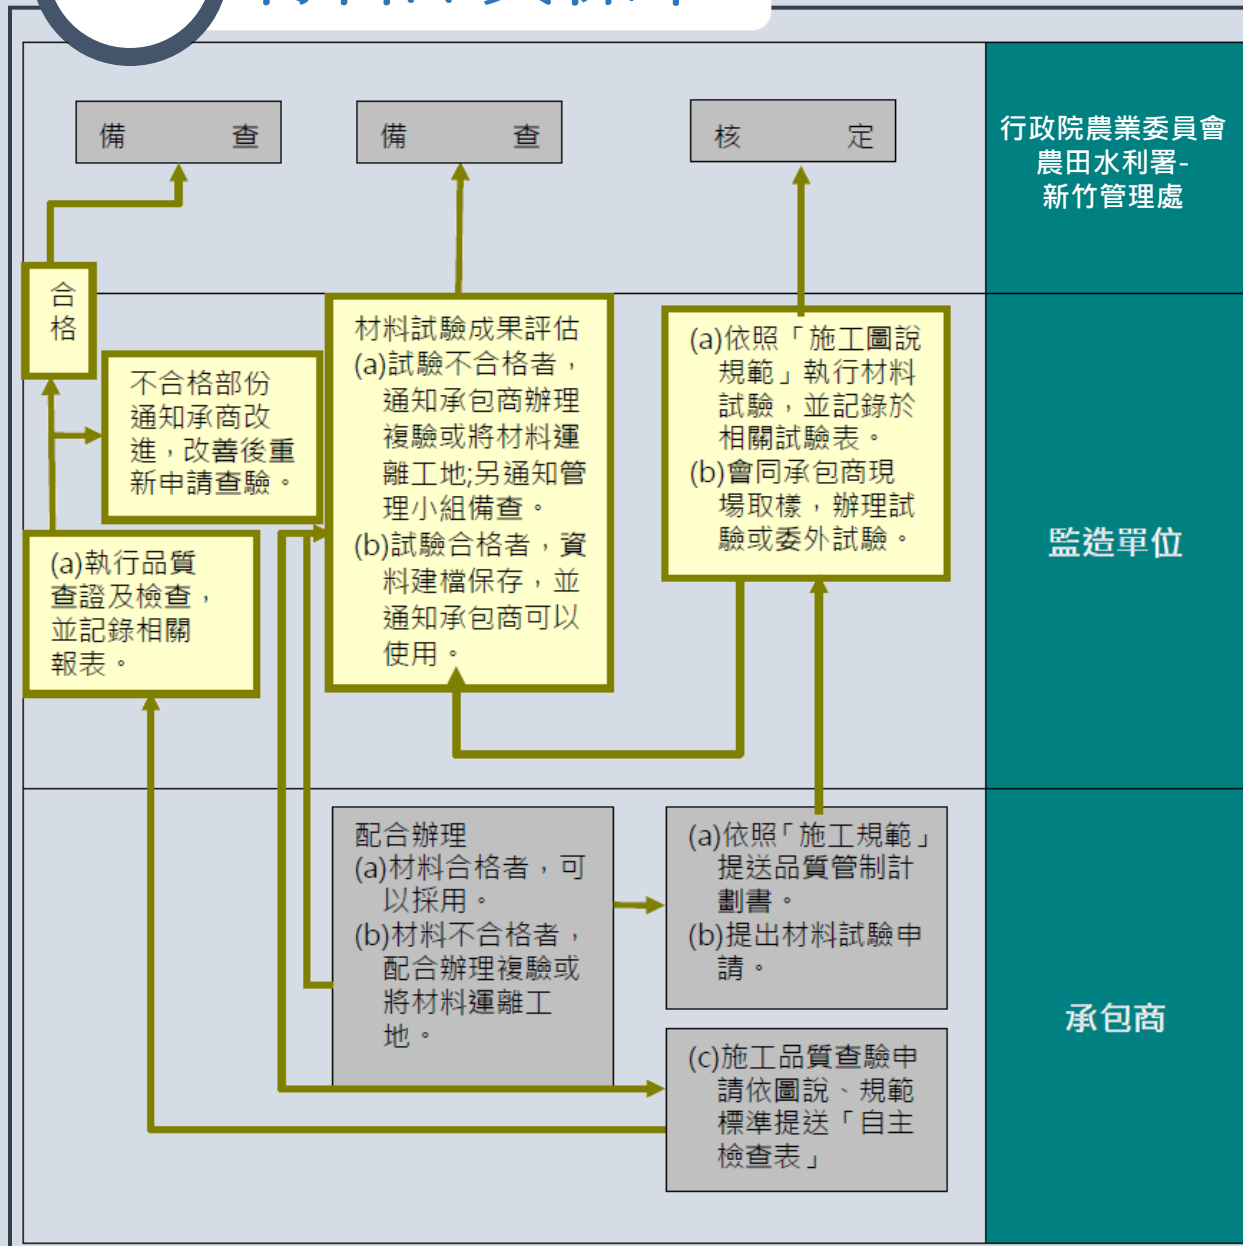 備 查
備 查
核 定
行政院農業委員會
農田水利署-
新竹管理處
合
格
不合格部份
通知承商改
進，改善後重
新申請查驗。
(a)執行品質
查證及檢查，
並記錄相關
報表。
材料試驗成果評估
(a)試驗不合格者，
通知承包商辦理
複驗或將材料運
離工地;另通知管
理小組備查。
(b)試驗合格者，資
料建檔保存，並
通知承包商可以
使用。
(a)依照「施工圖說
規範」執行材料
試驗，並記錄於
相關試驗表。
(b)會同承包商現
場取樣，辦理試
驗或委外試驗。
監造單位
配合辦理
(a)材料合格者，可
以採用。
(b)材料不合格者，
配合辦理複驗或
將材料運離工
地。
(a)依照「施工規範」
提送品質管制計
劃書。
(b)提出材料試驗申
請。
(c)施工品質查驗申
請依圖說、規範
標準提送「自主
檢查表」
承包商